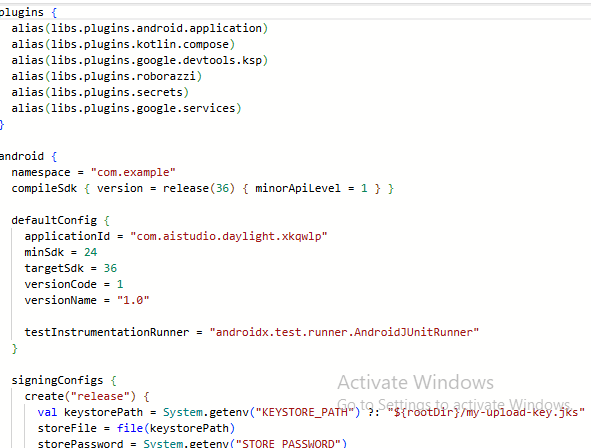 plugins {
alias(libs.plugins.android.application)
alias(libs.plugins.kotlin.compose)
alias(libs.plugins.google.devtools.ksp)
alias(libs.plugins.roborazzi)
alias(libs.plugins.secrets)
alias(libs.plugins.google.services)
}
android {
namespace = "com.example"
compileSdk { version = release(36) { minorApiLevel = 1 } }
defaultConfig {
applicationId = "com.aistudio.daylight.xkqwlp"
minSdk = 24
targetSdk = 36
versionCode = 1
versionName = "1.0"
testInstrumentationRunner = "androidx.test.runner.AndroidJUnitRunner"
}
signingConfigs {
create("release") {
val keystorePath = System.getenv("KEYSTORE_PATH") ?: "${rootDir}/my-upload-key.jks"
storeFile = file(keystorePath)
storePassword = System.getenv("STORE_PASSWORD")
Activate Windows
Go to Settings to activate Windows.